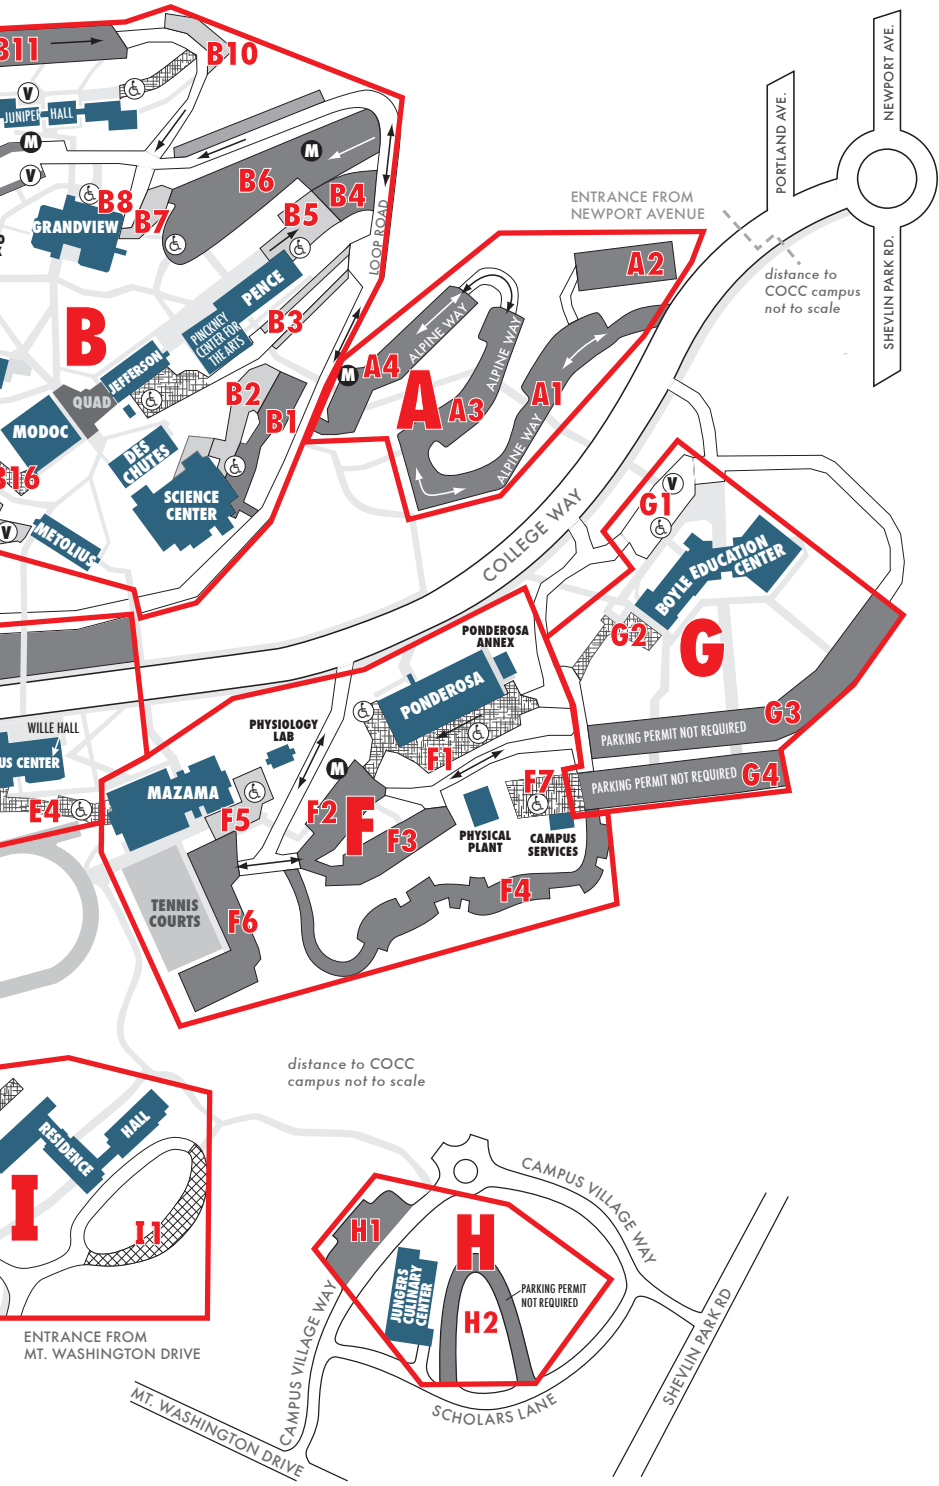 B11
B10
NEWPORT AVE.
PORTLAND AVE.
SHEVLIN PARK RD.
V
JUNIPER HALL
M
V
M
B6
B4
B8
B7
B5
GRANDVIEW
LOOP ROAD
ENTRANCE FROM
NEWPORT AVENUE
distance to
COCC campus
not to scale
A2
PENCE
B
B3
PINCKNEY
CENTER FOR
THE ARTS
JEFFERSON
ALPINE WAY
ALPINE WAY
ALPINE WAY
M
A4
A
A3
A1
QUAD
B2
B1
MODOC
DES
CHUTES
B16
SCIENCE
CENTER
V
METOLIUS
COLLEGE WAY
V
G1
BOYLE EDUCATION
CENTER
G2
G
PONDEROSA
ANNEX
PONDEROSA
G3
PARKING PERMIT NOT REQUIRED
G4
PARKING PERMIT NOT REQUIRED
WILLE HALL
US CENTER
PHYSIOLOGY
LAB
M
F1
F7
E4
MAZAMA
F5
F2
F
F3
PHYSICAL
PLANT
CAMPUS
SERVICES
F4
TENNIS
COURTS
F6
distance to COCC
campus not to scale
RESIDENCE
HALL
I
I1
ENTRANCE FROM
MT. WASHINGTON DRIVE
CAMPUS VILLAGE WAY
H1
H
JUNGERS
CULINARY
CENTER
PARKING PERMIT
NOT REQUIRED
H2
CAMPUS VILLAGE WAY
SHEVLIN PARK RD
SCHOLARS LANE
MT. WASHINGTON DRIVE